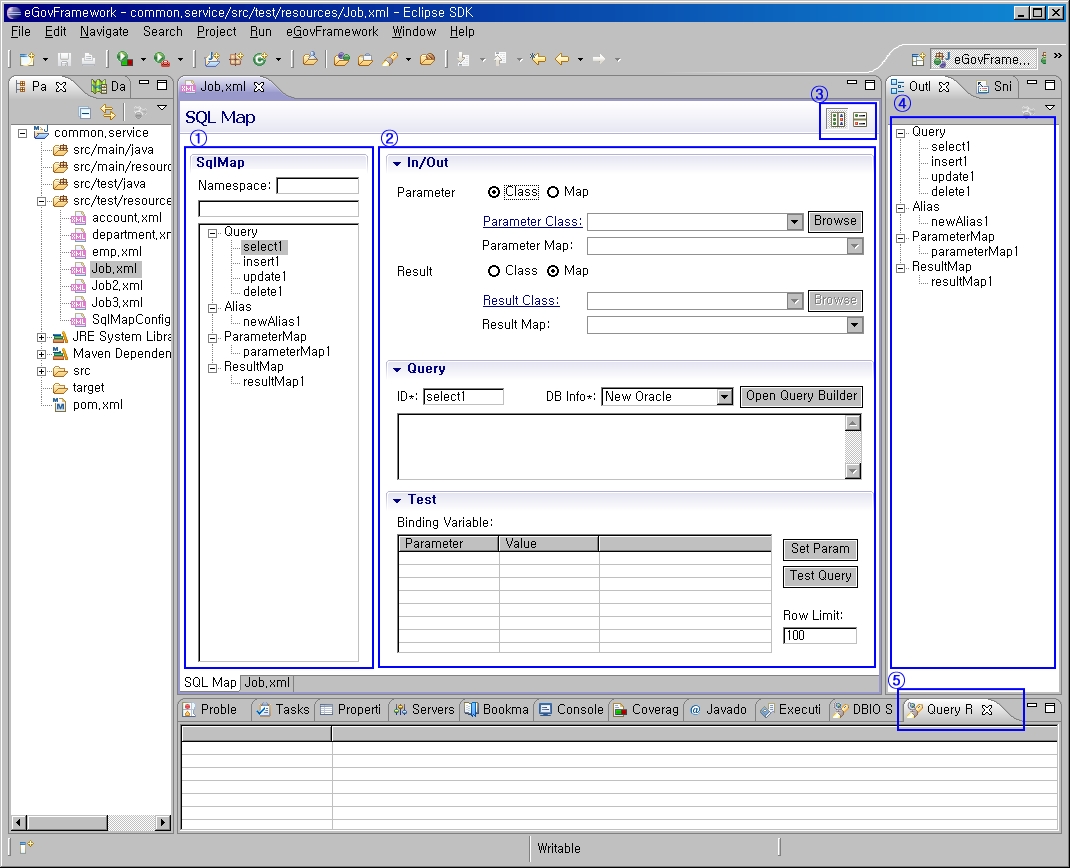 eGovFramework - common.service/src/test/resources/Job.xml - Eclipse SDK
File Edit Navigate Search Project Run eGovFramework Window Help
eGovFrame...
Pa
Da
Job.xml
Outl
Sni
SQL Map
③
④
①
②
common.service
src/main/java
src/main/resourc
src/test/java
src/test/resource
account.xml
department.xm
emp.xml
Job.xml
Job2.xml
Job3.xml
SqlMapConfig
JRE System Libra
Maven Dependen
src
target
pom.xml
SqlMap
Namespace:
Query
select1
insert1
update1
delete1
Alias
newAlias1
ParameterMap
parameterMap1
ResultMap
resultMap1
In/Out
Parameter Class Map
Parameter Class: Browse
Parameter Map:
Result Class Map
Result Class: Browse
Result Map:
Query
ID*: select1 DB Info*: New Oracle Open Query Builder
Test
Binding Variable:
Parameter Value
Set Param
Test Query
Row Limit:
100
Query
select1
insert1
update1
delete1
Alias
newAlias1
ParameterMap
parameterMap1
ResultMap
resultMap1
SQL Map Job.xml
⑤
Proble Tasks Properti Servers Bookma Console Coverag Javado Executi DBIO S Query R
Writable